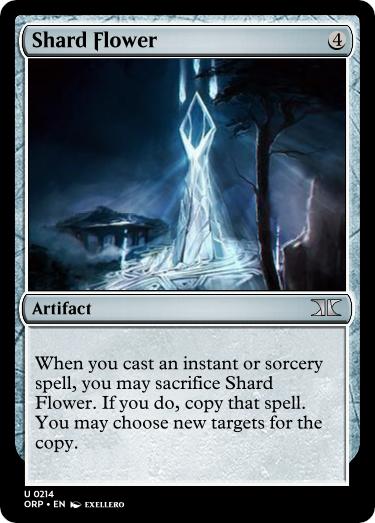 Shard Flower 4
Artifact
When you cast an instant or sorcery
spell, you may sacrifice Shard
Flower. If you do, copy that spell.
You may choose new targets for the
copy.
U 0214
ORP • EN EXELLERO